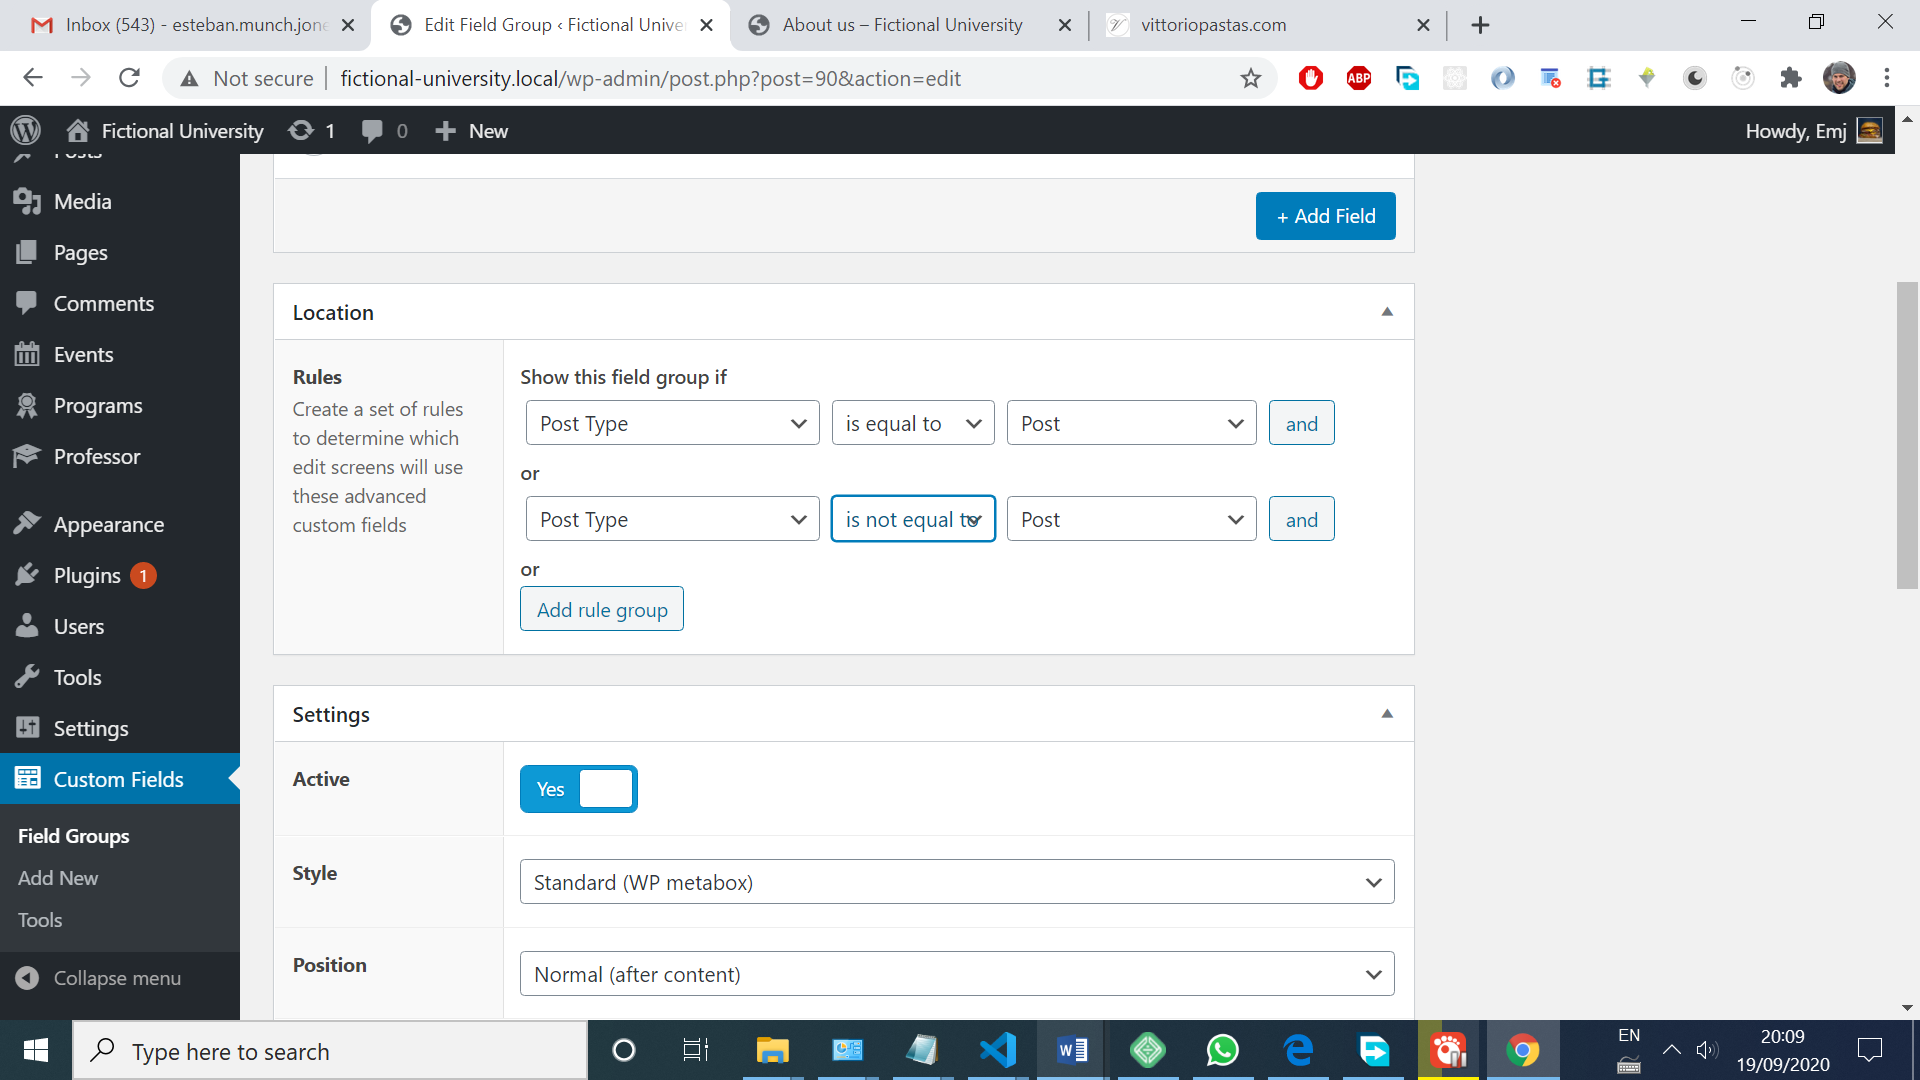 Inbox (543) - esteban.munch.jone
Edit Field Group ‹ Fictional Unive
About us – Fictional University
vittoriopastas.com
Not secure
fictional-university.local/wp-admin/post.php?post=90&action=edit
ABP
Fictional University
1
0
New
Howdy, Emj
Posts
Media
Pages
Comments
Events
Programs
Professor
Appearance
Plugins 1
Users
Tools
Settings
Custom Fields
Field Groups
Add New
Tools
Collapse menu
+ Add Field
Location
Rules
Create a set of rules
to determine which
edit screens will use
these advanced
custom fields
Show this field group if
Post Type
is equal to
Post
and
or
Post Type
is not equal to
Post
and
or
Add rule group
Settings
Active
Yes
Style
Standard (WP metabox)
Position
Normal (after content)
Type here to search
EN
20:09
19/09/2020